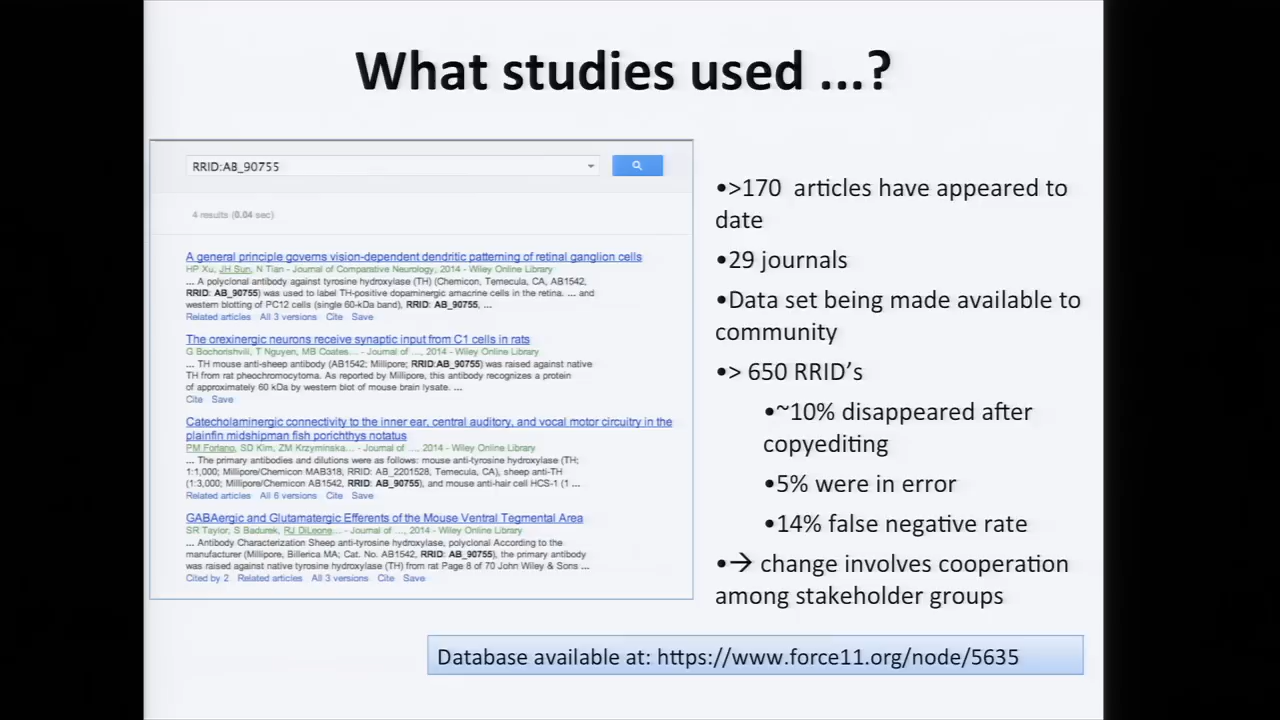 What studies used ...?
RRID:AB_90755
4 results (0.04 sec)
A general principle governs vision-dependent dendritic patterning of retinal ganglion cells
HP Xu, JH Sun, N Tian - Journal of Comparative Neurology, 2014 - Wiley Online Library
... A polyclonal antibody against tyrosine hydroxylase (TH) (Chemicon, Temecula, CA, AB1542,
RRID: AB_90755) was used to label TH-positive dopaminergic amacrine cells in the retina. ... and
western blotting of PC12 cells (single 60-kDa band), RRID: AB_90755, ...
Related articles All 3 versions Cite Save
The orexinergic neurons receive synaptic input from C1 cells in rats
G Bochorishvili, T Nguyen, MB Coates... - Journal of ..., 2014 - Wiley Online Library
... TH mouse anti-sheep antibody (AB1542; Millipore; RRID:AB_90755) was raised against native
TH from rat pheochromocytoma. As reported by Millipore, this antibody recognizes a protein
of approximately 60 kDa by western blot of mouse brain lysate. ...
Cite Save
Catecholaminergic connectivity to the inner ear, central auditory, and vocal motor circuitry in the
plainfin midshipman fish porichthys notatus
PM Forlano, SD Kim, ZM Krzyminska... - Journal of ..., 2014 - Wiley Online Library
... The primary antibodies and dilutions were as follows: mouse anti-tyrosine hydroxylase (TH;
1:1,000; Millipore/Chemicon MAB318, RRID: AB_2201528, Temecula, CA), sheep anti-TH
(1:3,000; Millipore/Chemicon AB1542, RRID: AB_90755), and mouse anti-hair cell HCS-1 (1 ...
Related articles All 6 versions Cite Save
GABAergic and Glutamatergic Efferents of the Mouse Ventral Tegmental Area
SR Taylor, S Badurek, RJ DiLeone... - Journal of ..., 2014 - Wiley Online Library
... Antibody Characterization Sheep anti-tyrosine hydroxylase, polyclonal According to the
manufacturer (Millipore, Billerica MA; Cat. No. AB1542, RRID: AB_90755), the primary antibody
was raised against native tyrosine hydroxylase (TH) from rat Page 8 of 70 John Wiley & Sons ...
Cited by 2 Related articles All 3 versions Cite Save
•>170 articles have appeared to
date
•29 journals
•Data set being made available to
community
•> 650 RRID’s
•~10% disappeared after
copyediting
•5% were in error
•14% false negative rate
•→ change involves cooperation
among stakeholder groups
Database available at: https://www.force11.org/node/5635